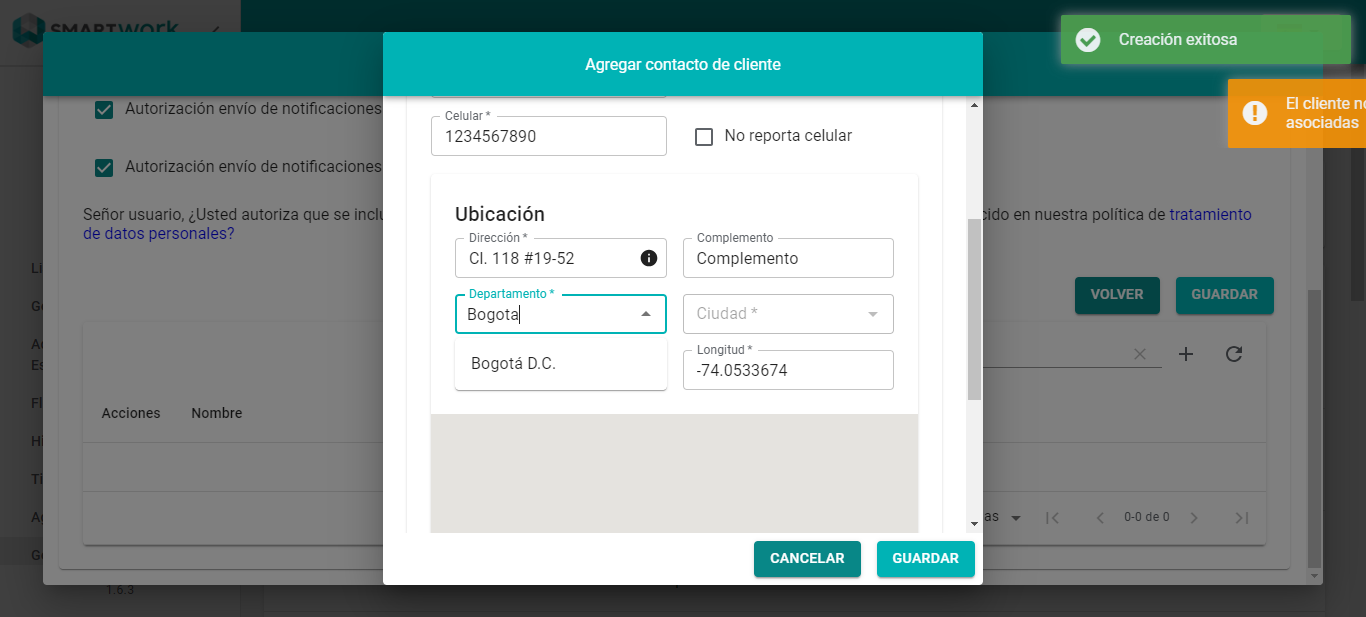 SMARTwork
Creación exitosa
Agregar contacto de cliente
El cliente no
asociadas
Autorización envío de notificaciones
Celular *
1234567890
No reporta celular
Autorización envío de notificaciones
Señor usuario, ¿Usted autoriza que se inclu
cido en nuestra política de tratamiento
de datos personales?
Ubicación
Dirección *
Cl. 118 #19-52
Complemento
Complemento
Departamento *
Bogota
Ciudad *
VOLVER
GUARDAR
Bogotá D.C.
Longitud *
-74.0533674
Acciones
Nombre
as
0-0 de 0
CANCELAR
GUARDAR
1.6.3